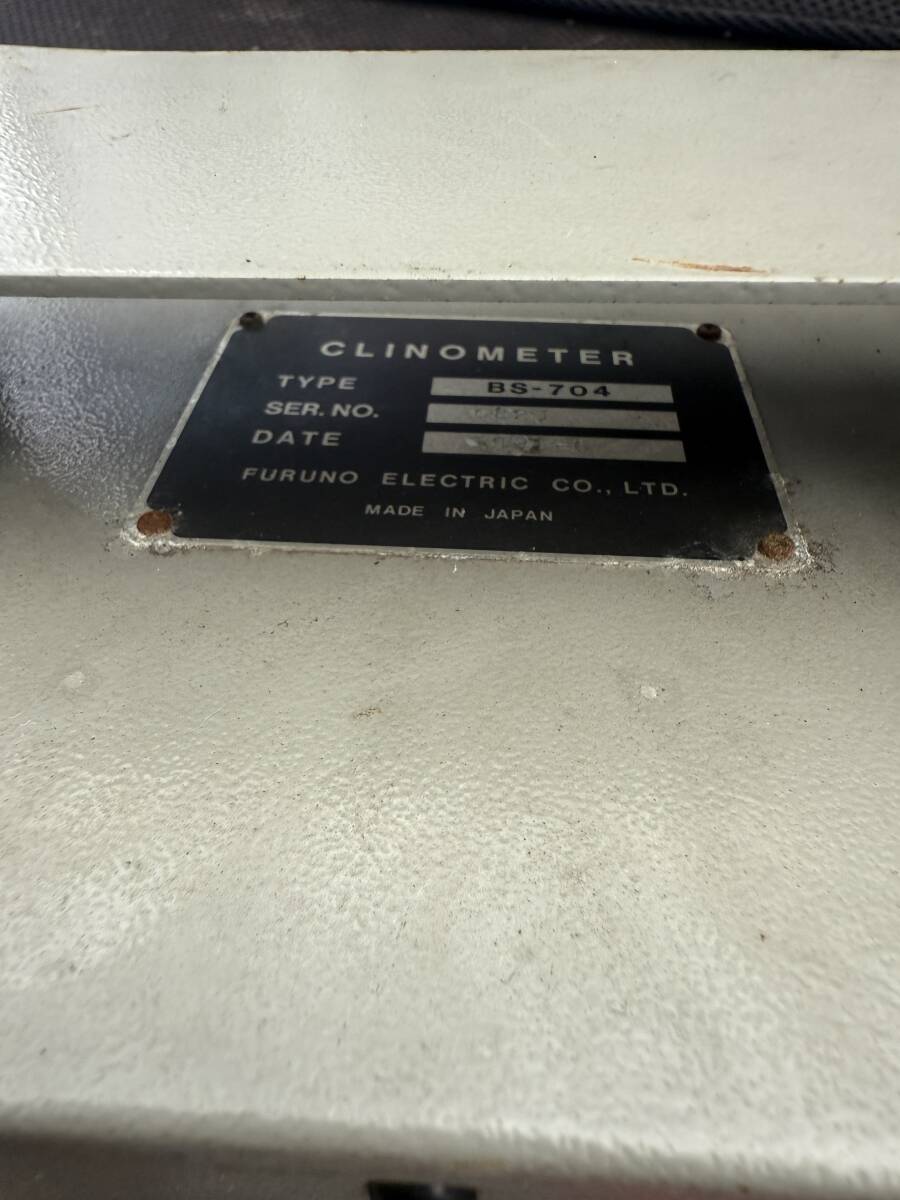 CLINOMETER
TYPE BS-704
SER. NO.
DATE
FURUNO ELECTRIC CO., LTD.
MADE IN JAPAN